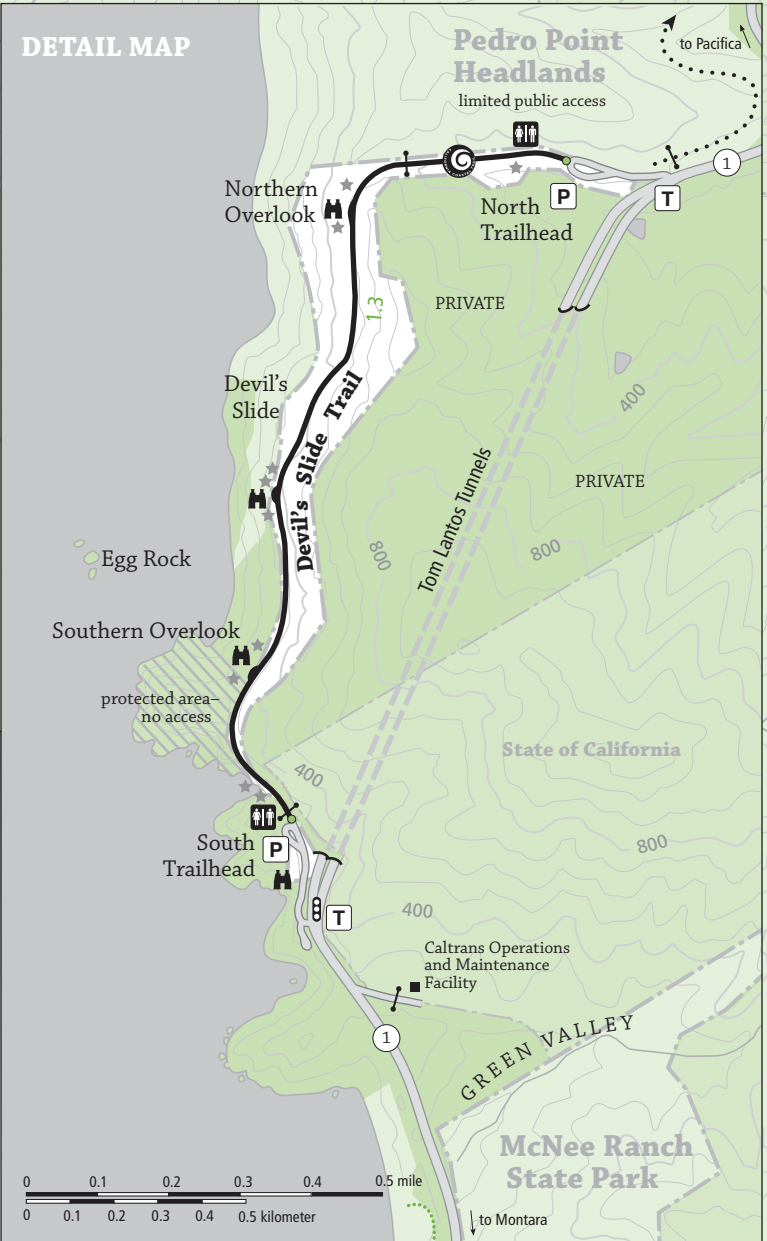 DETAIL MAP
Pedro Point
Headlands
limited public access
to Pacifica
1
Northern
Overlook
P
T
North
Trailhead
1.3
PRIVATE
Devil's
Slide
400
Devil's Slide Trail
Tom Lantos Tunnels
PRIVATE
800
800
Egg Rock
Southern Overlook
protected area–
no access
State of California
400
800
South
Trailhead
P
400
T
Caltrans Operations
and Maintenance
Facility
1
GREEN VALLEY
McNee Ranch
State Park
0 0.1 0.2 0.3 0.4 0.5 mile
0 0.1 0.2 0.3 0.4 0.5 kilometer
to Montara